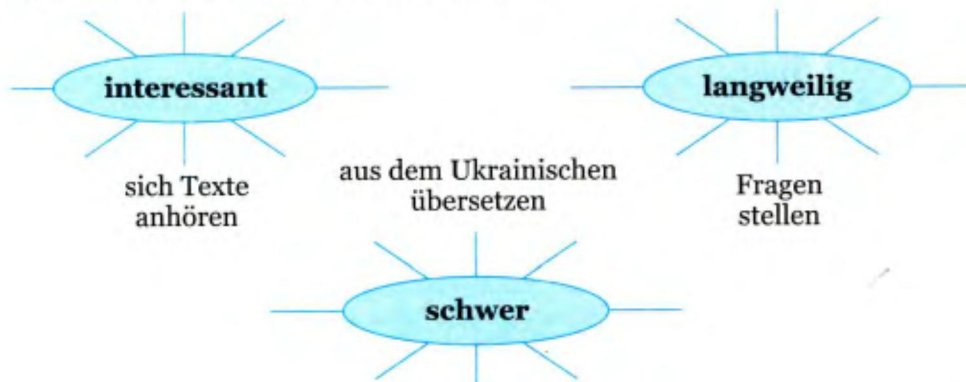 interessant
langweilig
sich Texte
anhören
aus dem Ukrainischen
übersetzen
Fragen
stellen
schwer